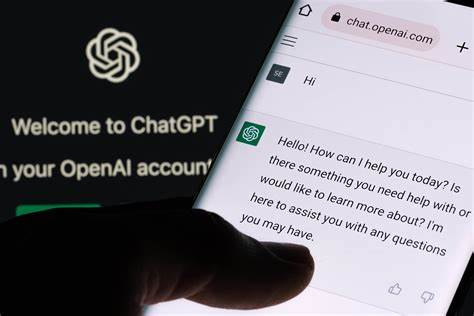 Welcome to ChatGPT
n your OpenAI account
chat.openai.com
SE
Hi
Hello! How can I help you today? Is
there something you need help with or
would like to learn more about? I'm
here to assist you with any questions
you may have.